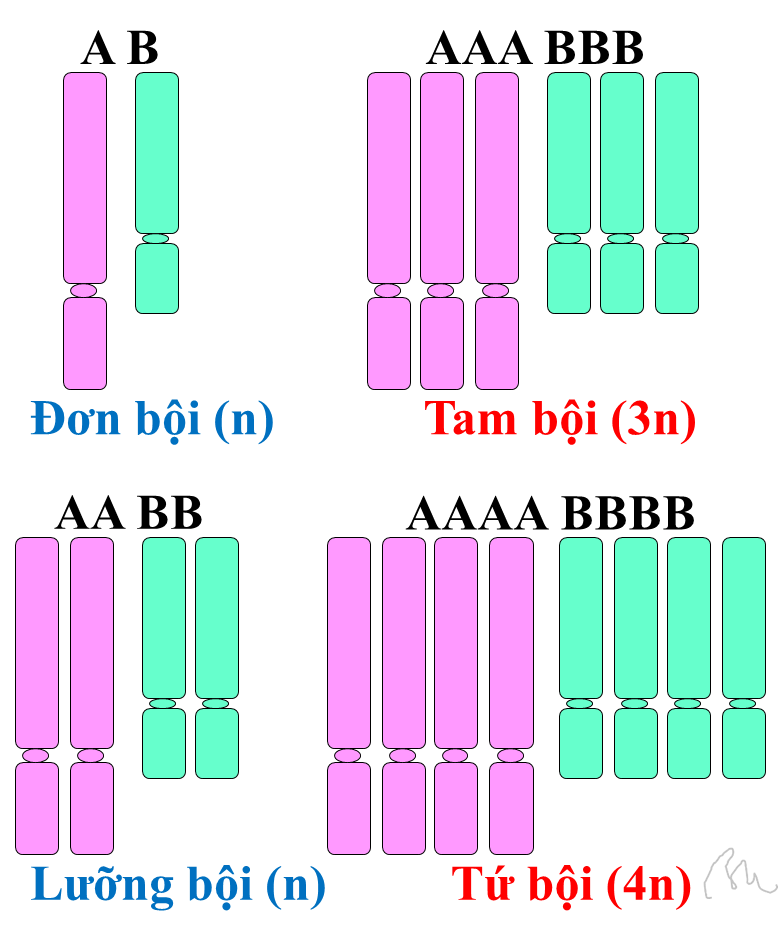 A B
AAA BBB
Đơn bội (n)
Tam bội (3n)
AA BB
AAAA BBBB
Lưỡng bội (n)
Tứ bội (4n)